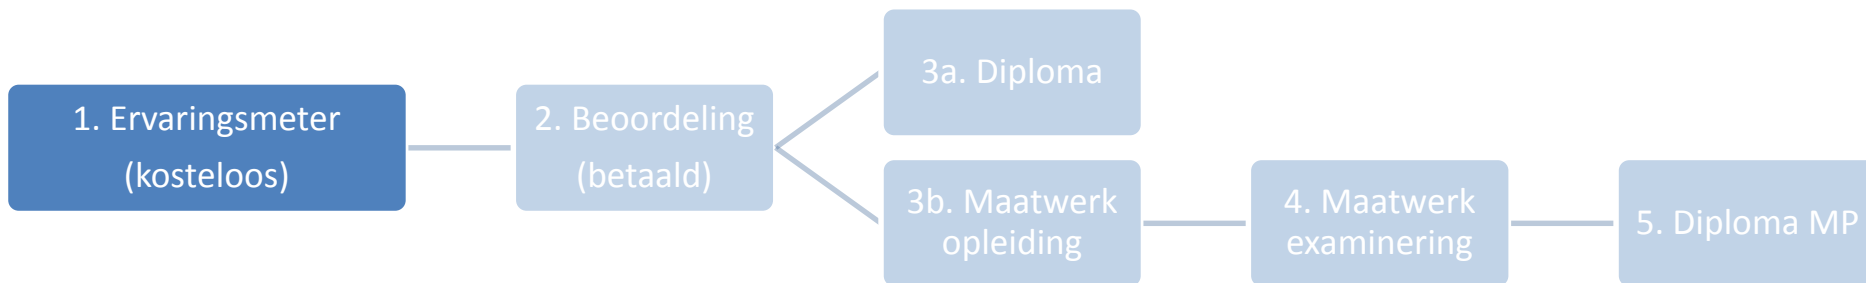 1. Ervaringsmeter
(kosteloos)
2. Beoordeling
(betaald)
3a. Diploma
3b. Maatwerk
opleiding
4. Maatwerk
examinering
5. Diploma MP